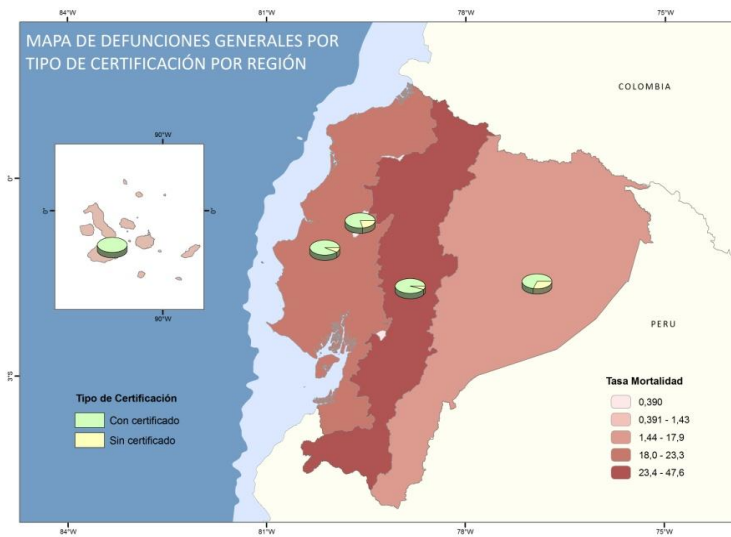 84°W
81°W
78°W
75°W
MAPA DE DEFUNCIONES GENERALES POR
TIPO DE CERTIFICACIÓN POR REGIÓN
COLOMBIA
90°W
0°
0°
0°
90°W
PERU
3°S
Tipo de Certificación
Con certificado
Sin certificado
Tasa Mortalidad
0,390
0,391 - 1,43
1,44 - 17,9
18,0 - 23,3
23,4 - 47,6
84°W
81°W
78°W
75°W